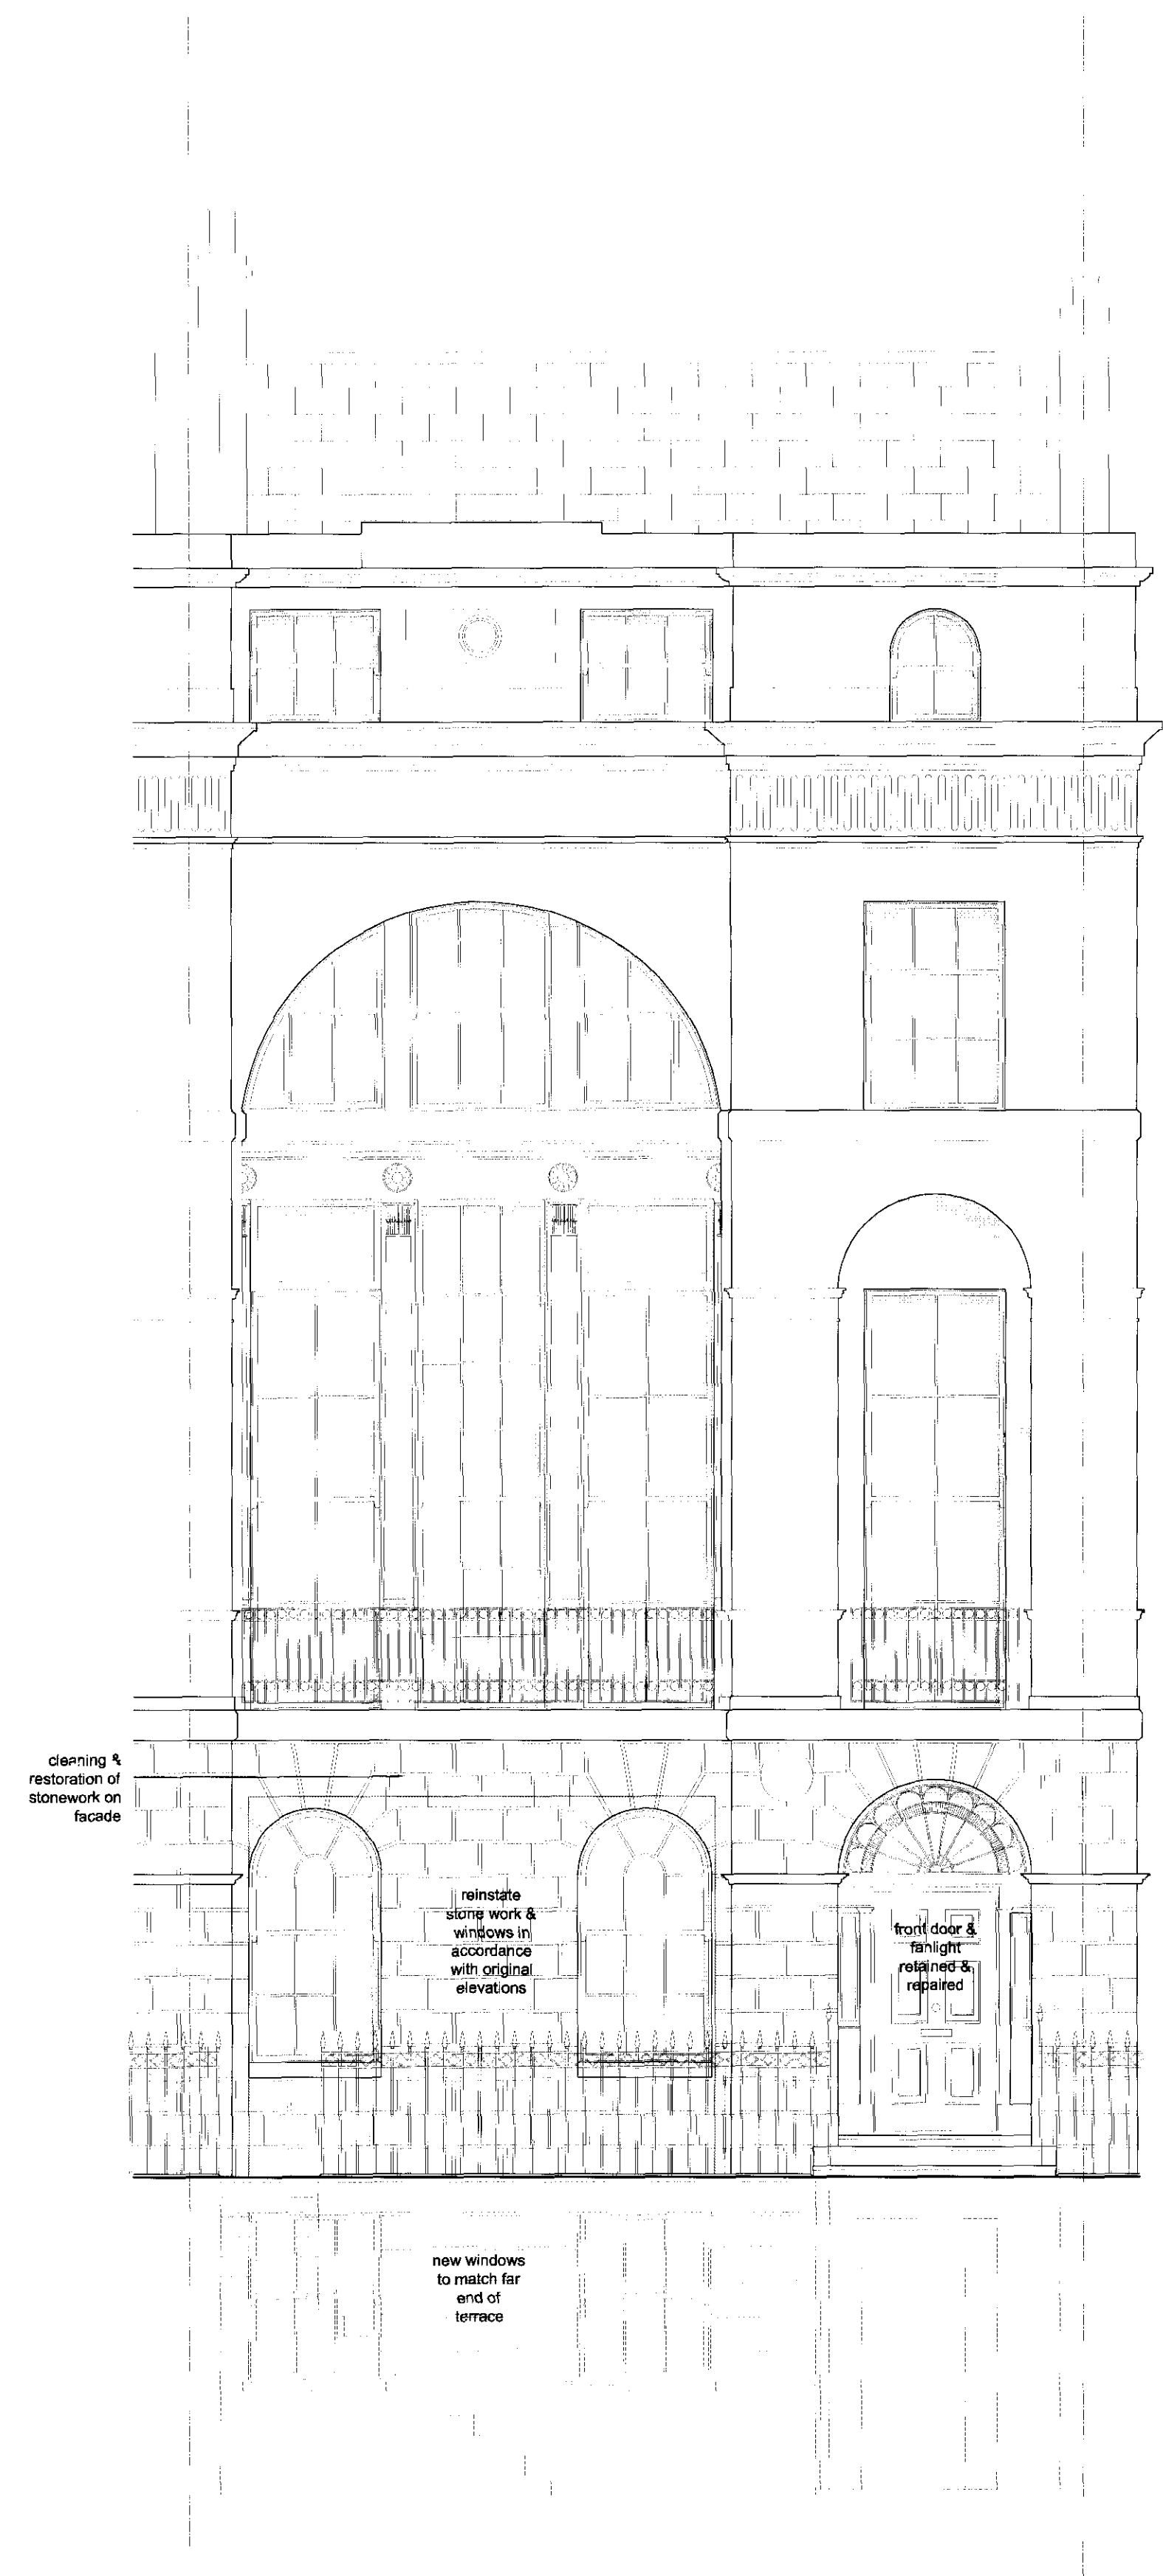 cleaning &
restoration of
stonework on
facade
reinstate
stone work &
windows in
accordance
with original
elevations
front door &
fanlight
retained &
repaired
new windows
to match far
end of
terrace